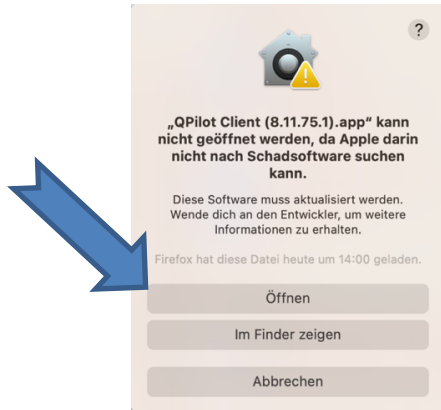 ?
„QPilot Client (8.11.75.1).app“ kann
nicht geöffnet werden, da Apple darin
nicht nach Schadsoftware suchen
kann.
Diese Software muss aktualisiert werden.
Wende dich an den Entwickler, um weitere
Informationen zu erhalten.
Firefox hat diese Datei heute um 14:00 geladen.
Öffnen
Im Finder zeigen
Abbrechen